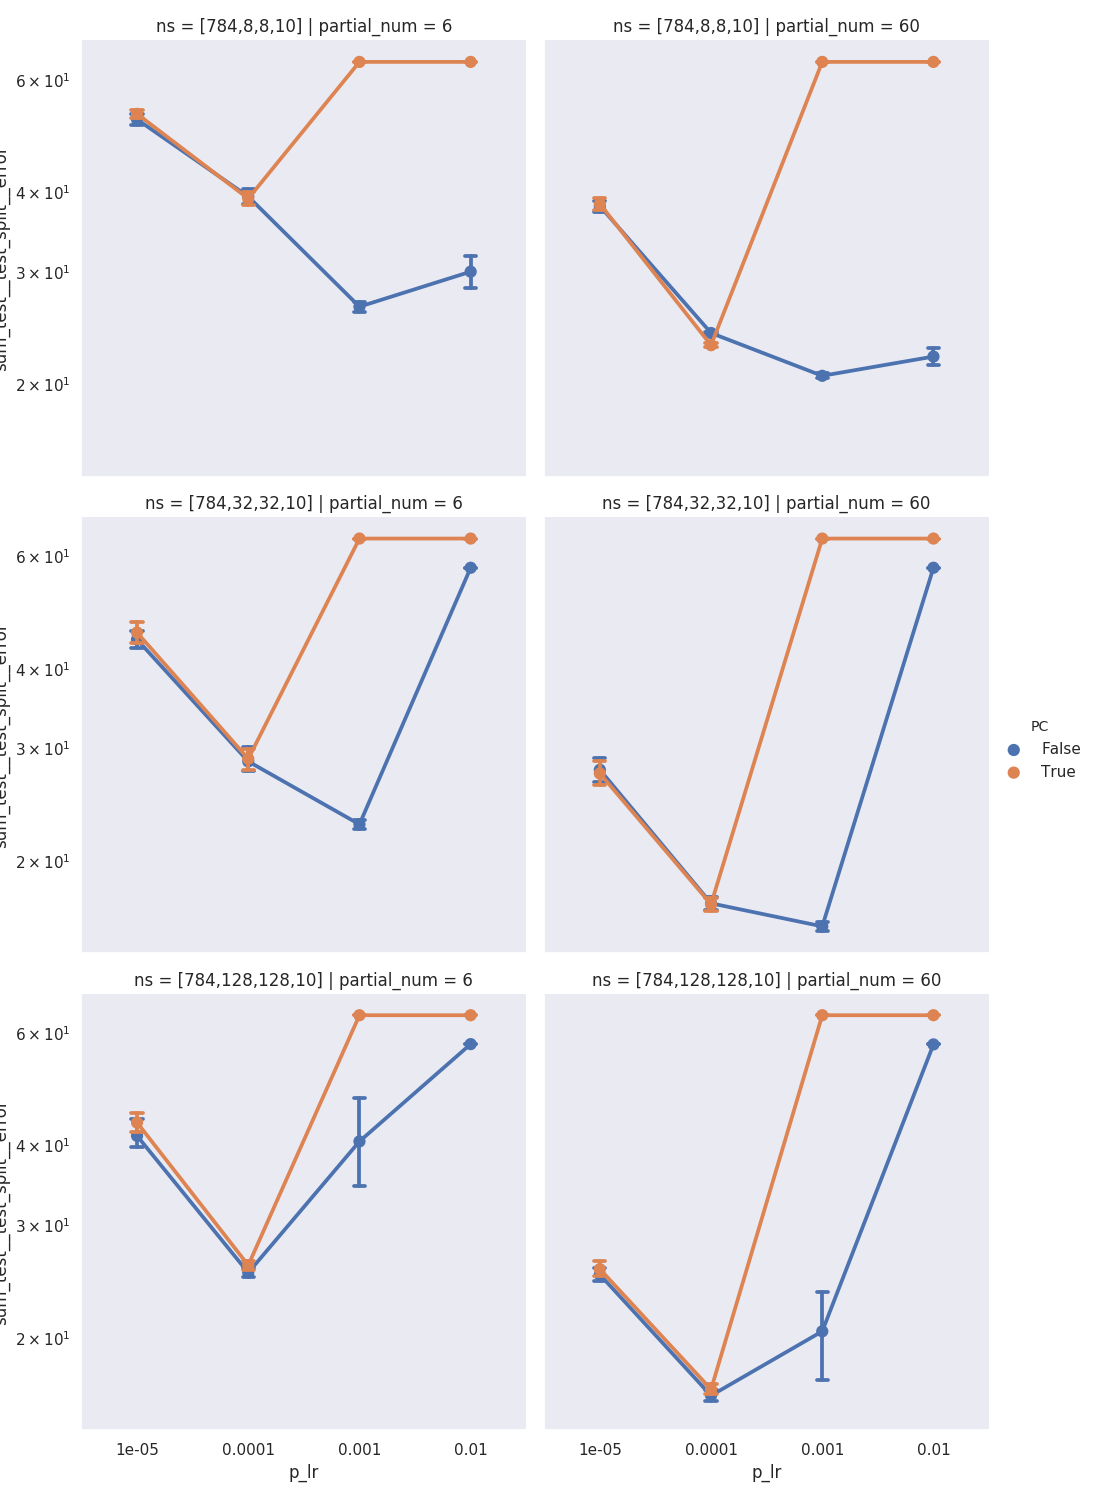 ns = [784,8,8,10] | partial_num = 6
ns = [784,8,8,10] | partial_num = 60
6 × 10¹
4 × 10¹
3 × 10¹
2 × 10¹
sum_test__test_split__error
ns = [784,32,32,10] | partial_num = 6
ns = [784,32,32,10] | partial_num = 60
6 × 10¹
4 × 10¹
3 × 10¹
2 × 10¹
sum_test__test_split__error
PC
False
True
ns = [784,128,128,10] | partial_num = 6
ns = [784,128,128,10] | partial_num = 60
6 × 10¹
4 × 10¹
3 × 10¹
2 × 10¹
sum_test__test_split__error
1e-05 0.0001 0.001 0.01
1e-05 0.0001 0.001 0.01
p_lr
p_lr